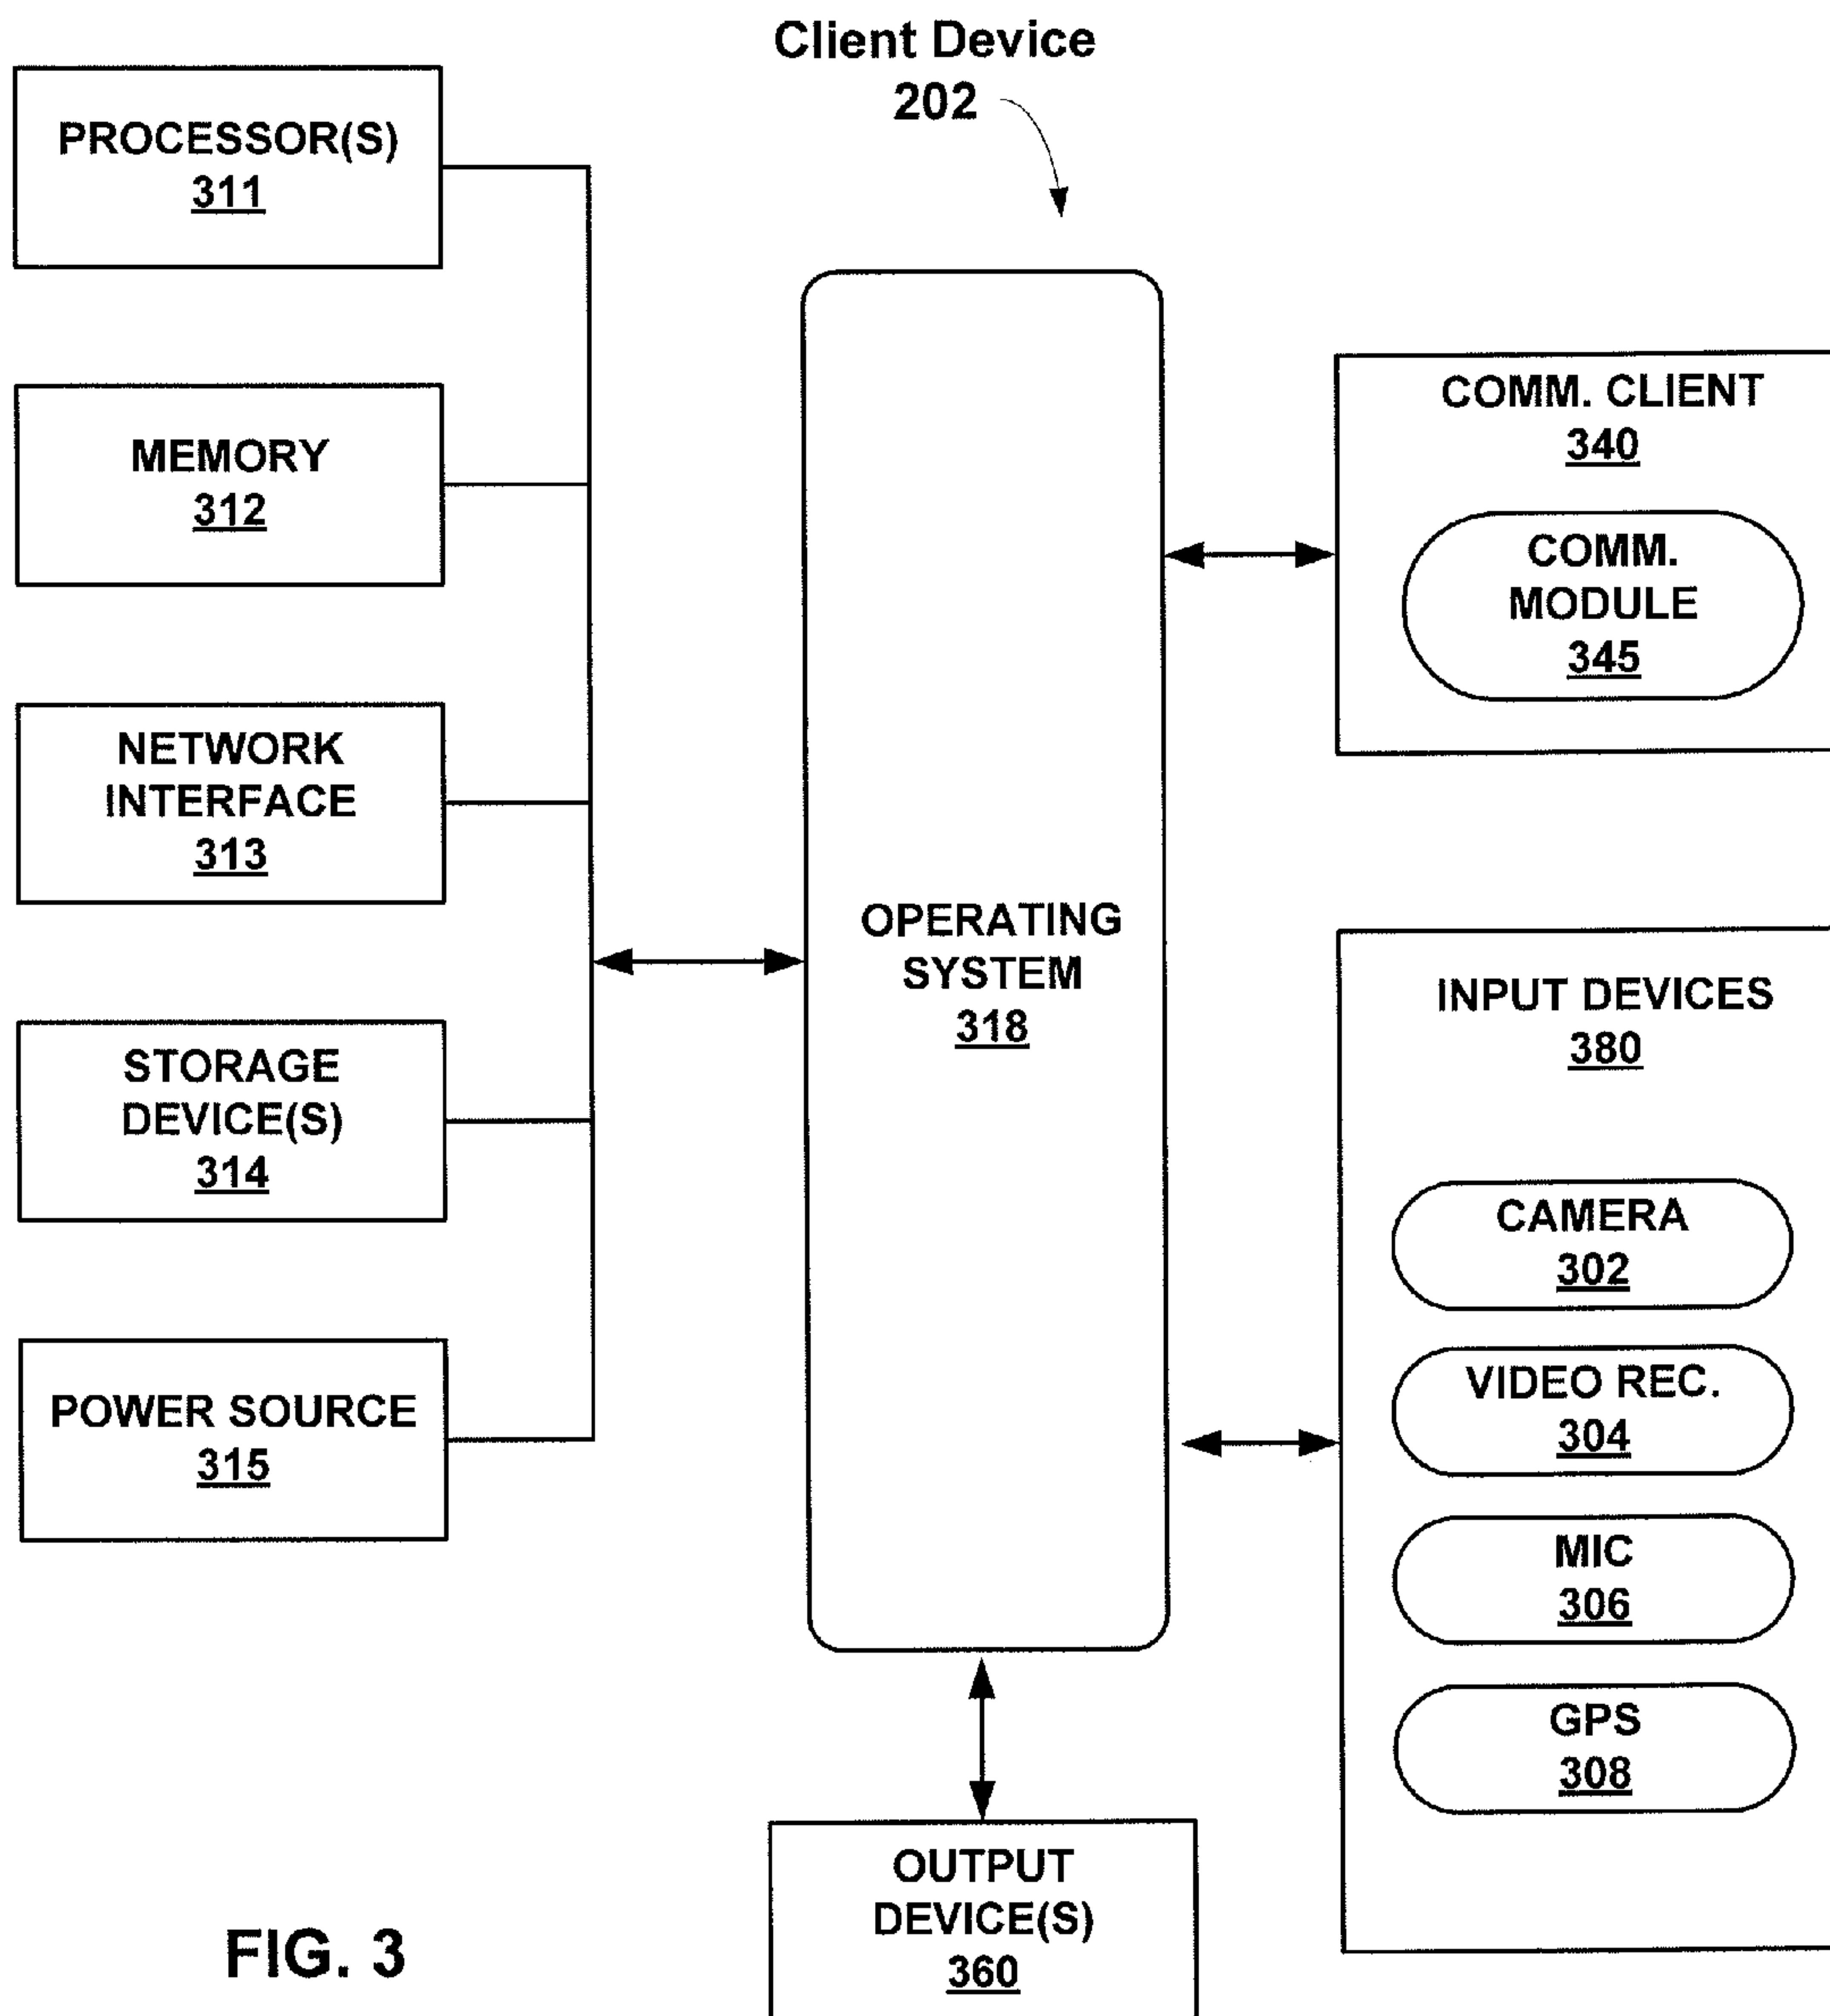 Client Device
202
PROCESSOR(S)
311
MEMORY
312
NETWORK
INTERFACE
313
STORAGE
DEVICE(S)
314
POWER SOURCE
315
OPERATING
SYSTEM
318
COMM. CLIENT
340
COMM.
MODULE
345
INPUT DEVICES
380
CAMERA
302
VIDEO REC.
304
MIC
306
GPS
308
OUTPUT
DEVICE(S)
360
FIG. 3